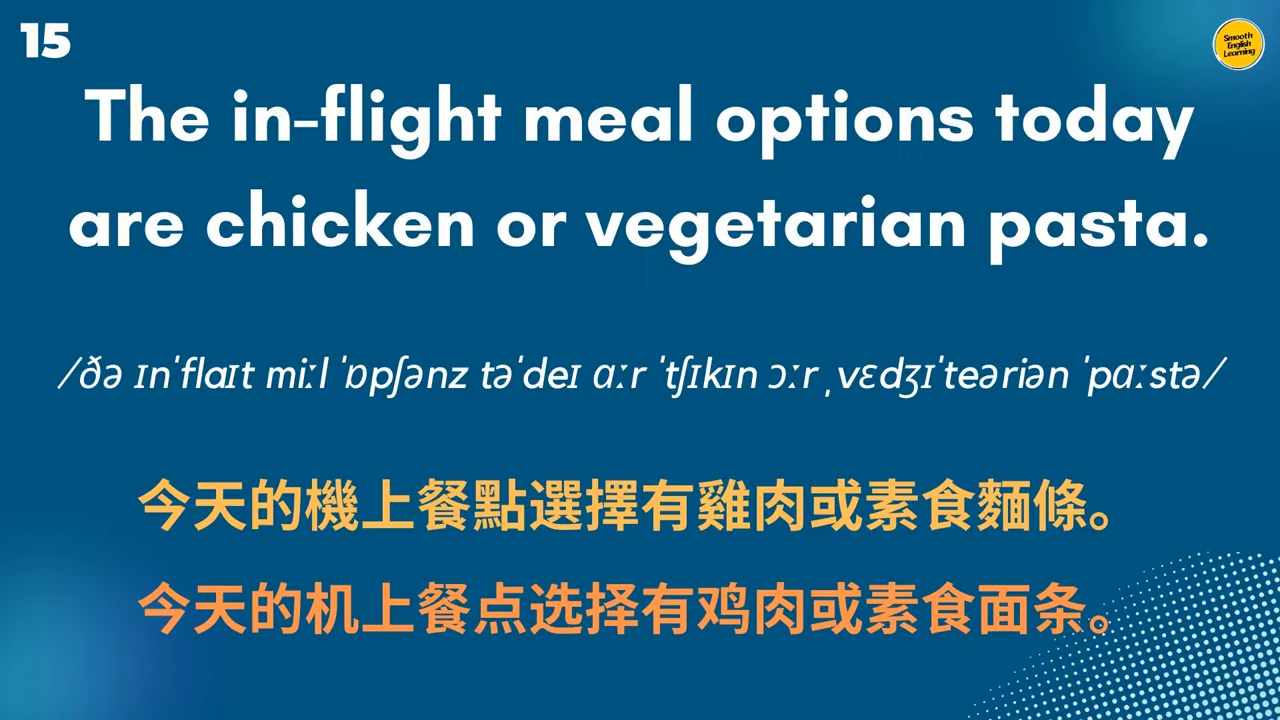 15
Smooth
English
Learning
The in-flight meal options today
are chicken or vegetarian pasta.
/ðə ɪnˈflaɪt miːl ˈɒpʃənz təˈdeɪ ɑːr ˈtʃɪkɪn ɔːr ˌvɛdʒɪˈteəriən ˈpɑːstə/
今天的機上餐點選擇有雞肉或素食麵條。
今天的机上餐点选择有鸡肉或素食面条。